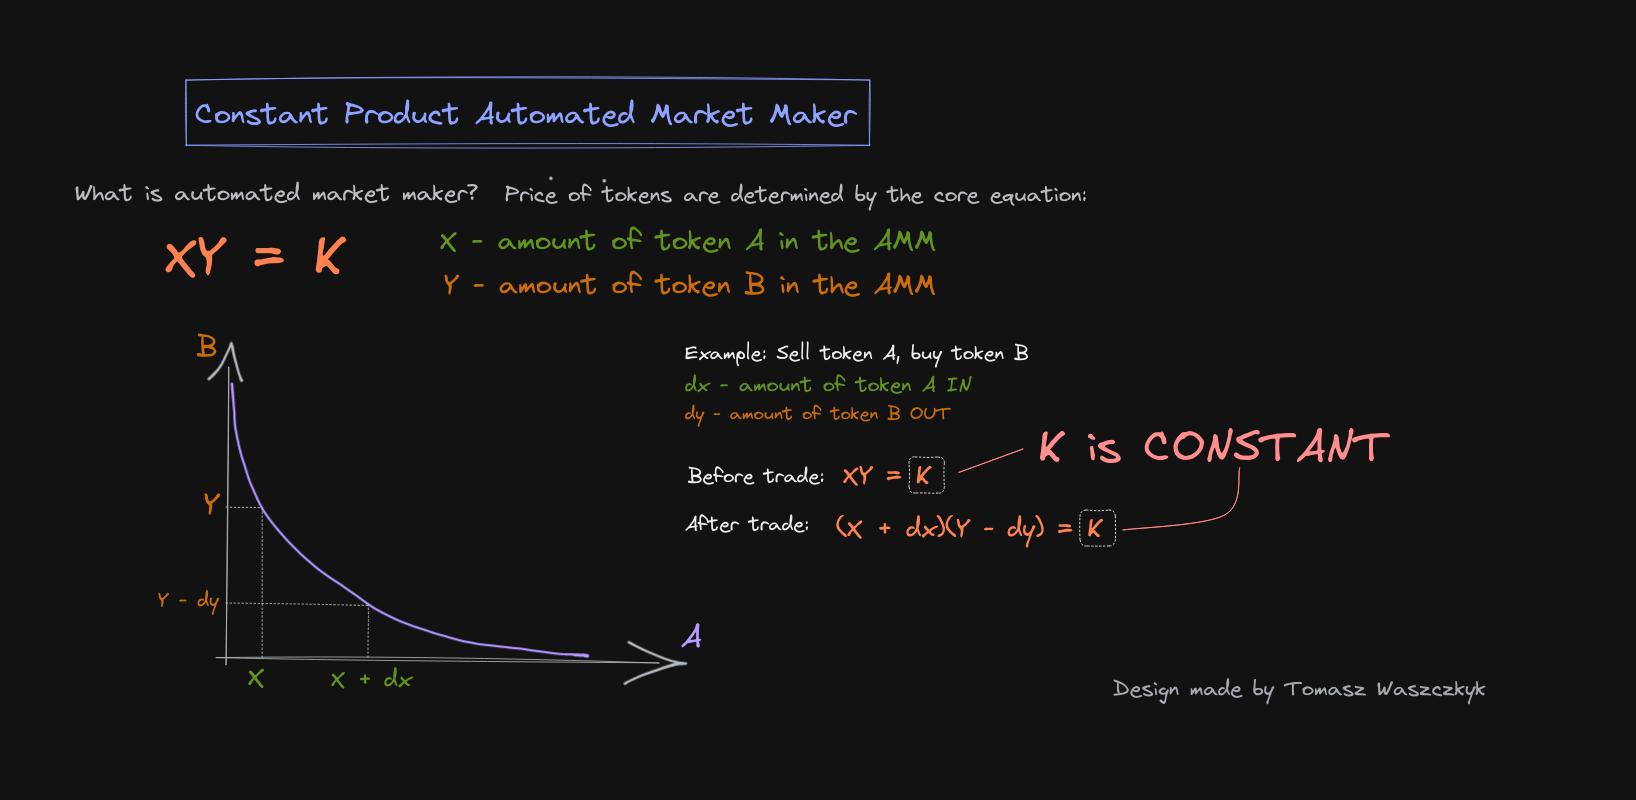 Constant Product Automated Market Maker
What is automated market maker? Price of tokens are determined by the core equation:
XY = K
X - amount of token A in the AMM
Y - amount of token B in the AMM
B
Y
Y - dy
X
X + dx
A
Example: Sell token A, buy token B
dx - amount of token A IN
dy - amount of token B OUT
Before trade: XY = K
After trade: (X + dx)(Y - dy) = K
K is CONSTANT
Design made by Tomasz Waszczkyk